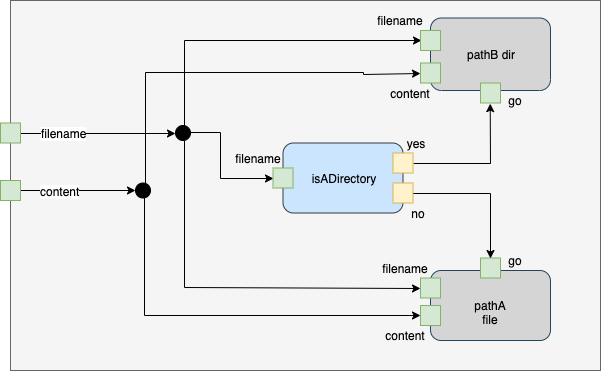 filename
pathB dir
content
go
filename
yes
filename
isADirectory
content
no
filename
go
pathA
file
content